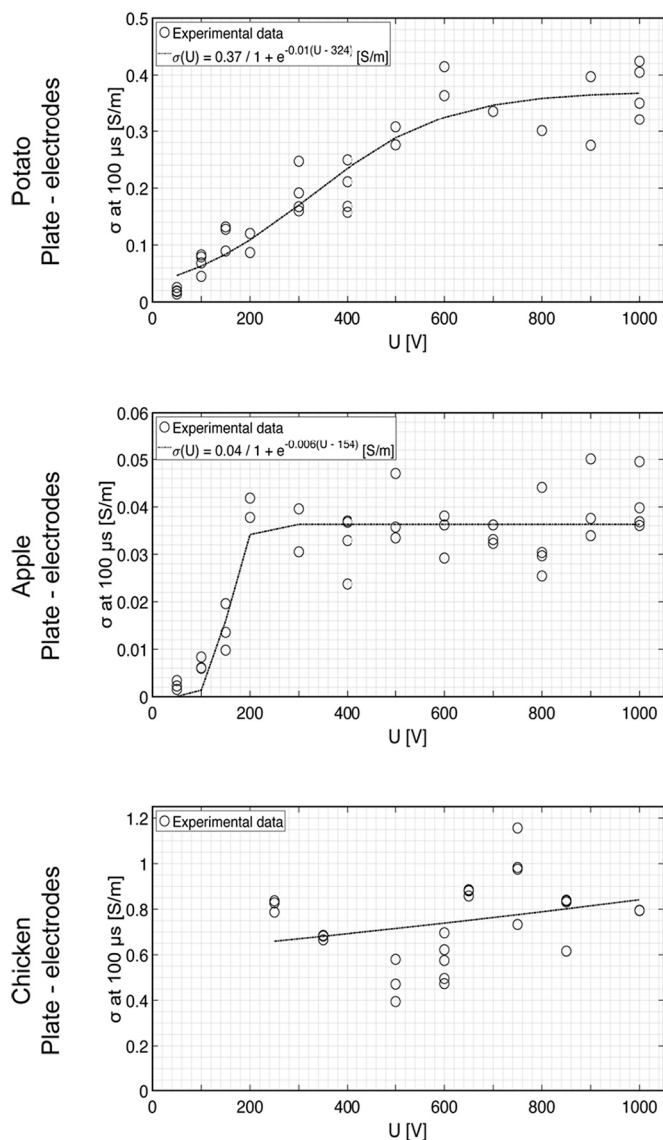 Potato
Plate - electrodes
σ at 100 μs [S/m]
0.5
0.4
0.3
0.2
0.1
0
Experimental data
σ(U) = 0.37 / 1 + e^-0.01(U - 324) [S/m]
0 200 400 600 800 1000
U [V]
Apple
Plate - electrodes
σ at 100 μs [S/m]
0.06
0.05
0.04
0.03
0.02
0.01
0
Experimental data
σ(U) = 0.04 / 1 + e^-0.006(U - 154) [S/m]
0 200 400 600 800 1000
U [V]
Chicken
Plate - electrodes
σ at 100 μs [S/m]
1.2
1
0.8
0.6
0.4
0.2
0
Experimental data
0 200 400 600 800 1000
U [V]